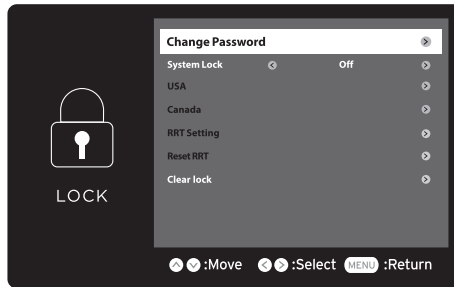 Change Password
System Lock Off
USA
Canada
RRT Setting
Reset RRT
Clear lock
LOCK
:Move :Select MENU :Return